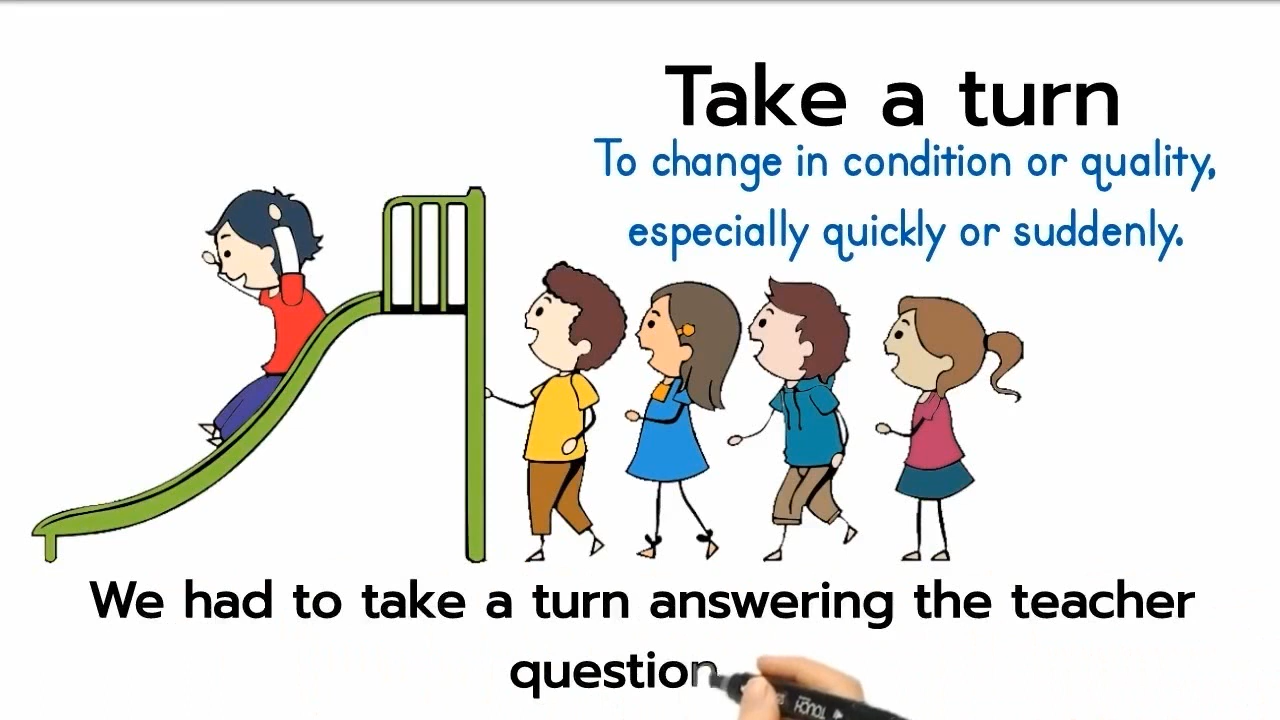 Take a turn
To change in condition or quality,
especially quickly or suddenly.
We had to take a turn answering the teacher
question
TOUCH